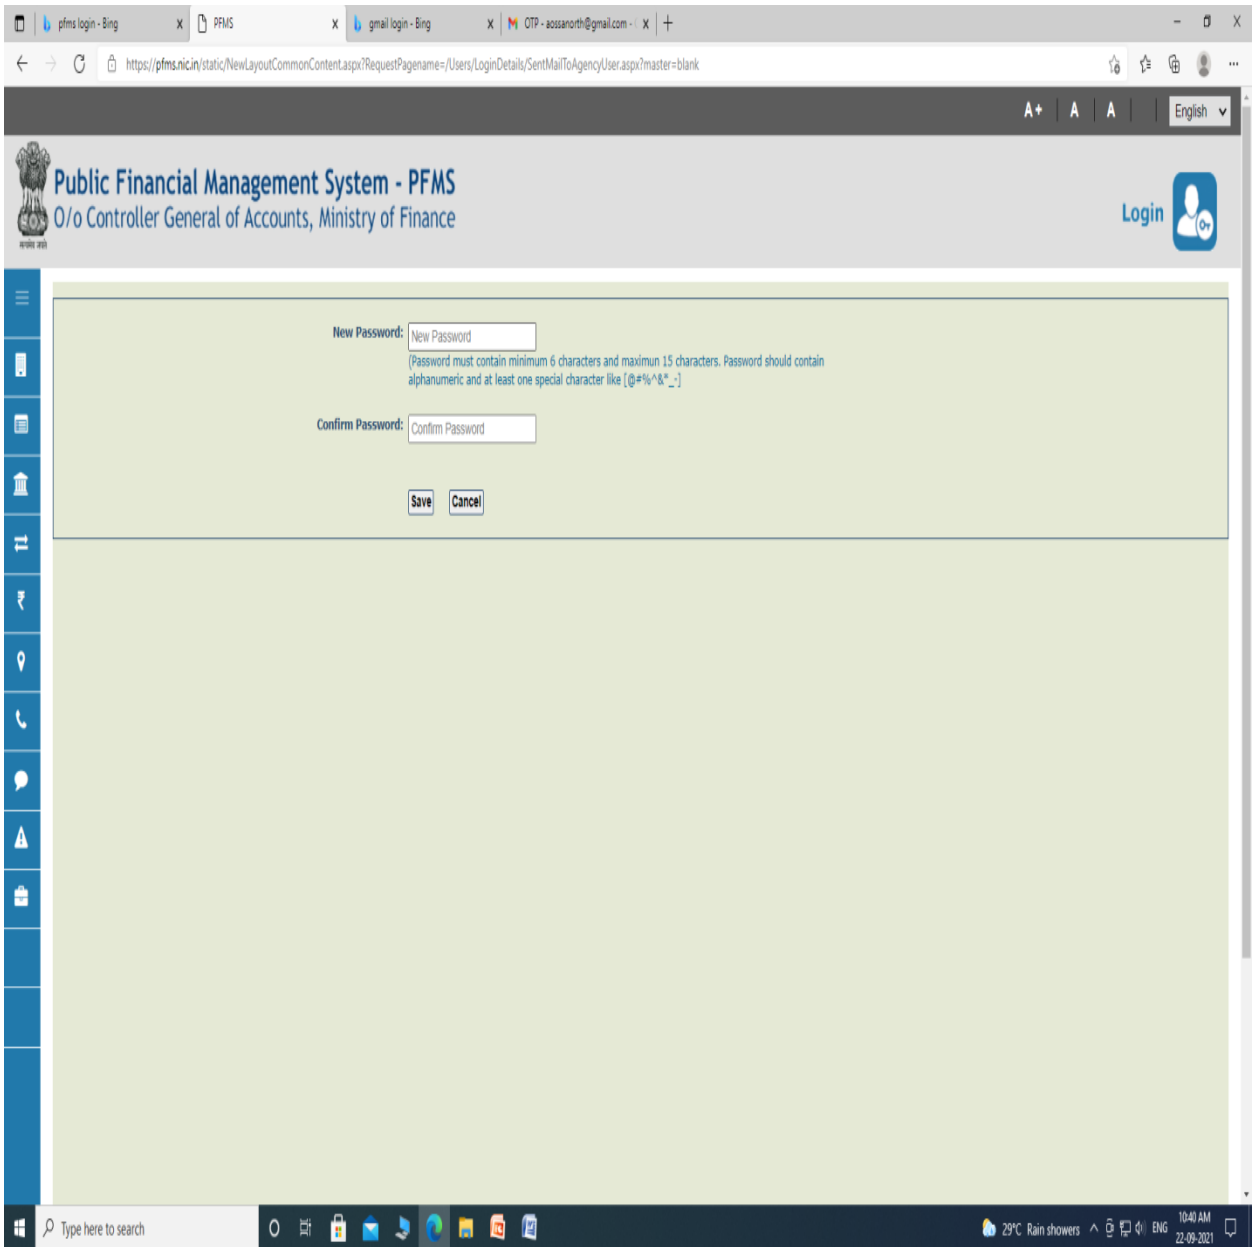 pfms login - Bing
PFMS
gmail login - Bing
OTP - aossanorth@gmail.com -
https://pfms.nic.in/static/NewLayoutCommonContent.aspx?RequestPagename=/Users/LoginDetails/SentMailToAgencyUser.aspx?master=blank
A+ | A | A
English
Public Financial Management System - PFMS
O/o Controller General of Accounts, Ministry of Finance
सत्यमेव जयते
Login
New Password: New Password
(Password must contain minimum 6 characters and maximun 15 characters. Password should contain
alphanumeric and at least one special character like [@#%^&*_-]
Confirm Password: Confirm Password
Save Cancel
₹
Type here to search
29°C Rain showers
ENG
10:40 AM
22-09-2021